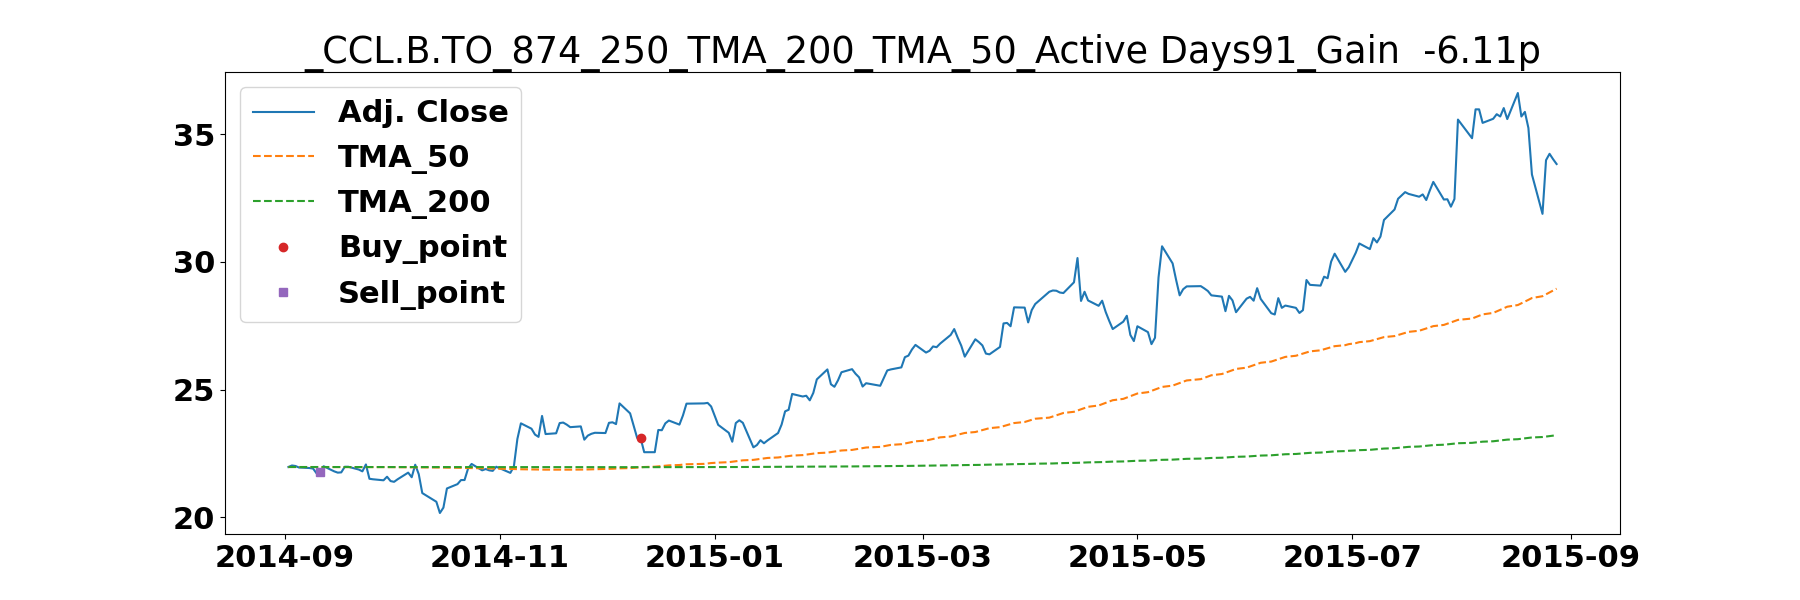 _CCL.B.TO_874_250_TMA_200_TMA_50_Active Days91_Gain  -6.11p
Adj. Close
TMA_50
TMA_200
Buy_point
Sell_point
35
30
25
20
2014-09 2014-11 2015-01 2015-03 2015-05 2015-07 2015-09